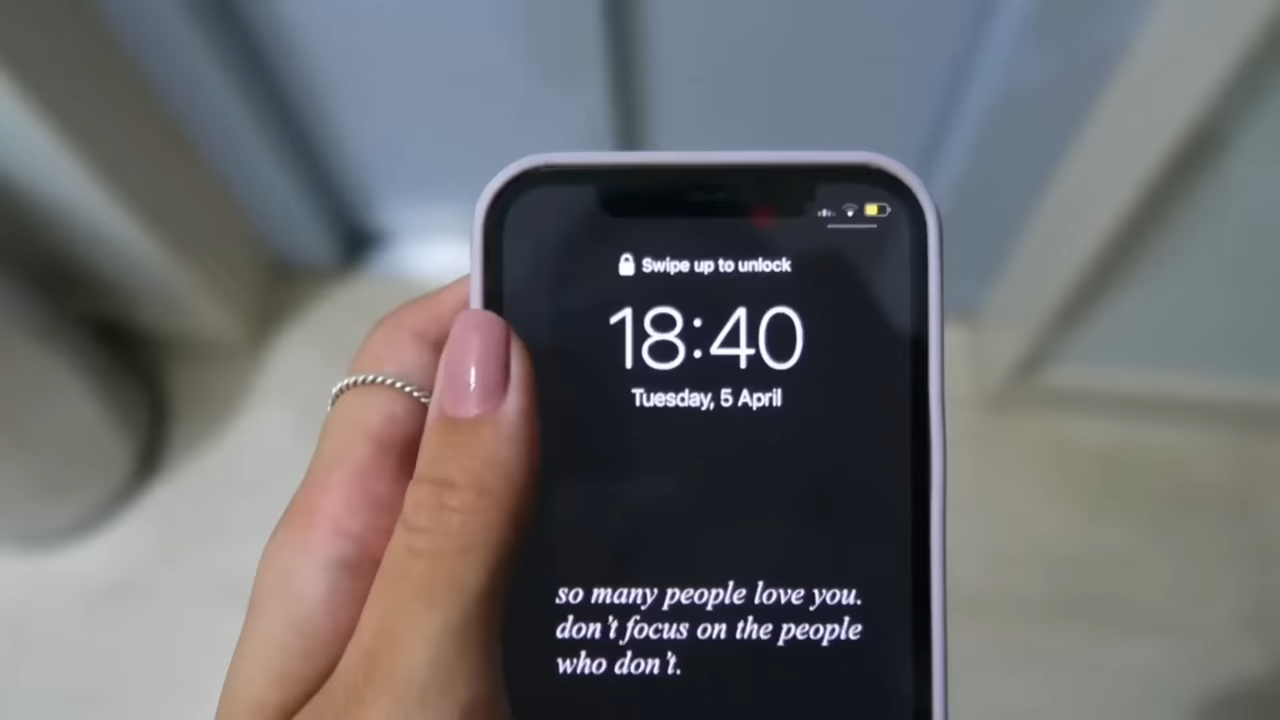 Swipe up to unlock
18:40
Tuesday, 5 April
so many people love you.
don't focus on the people
who don't.